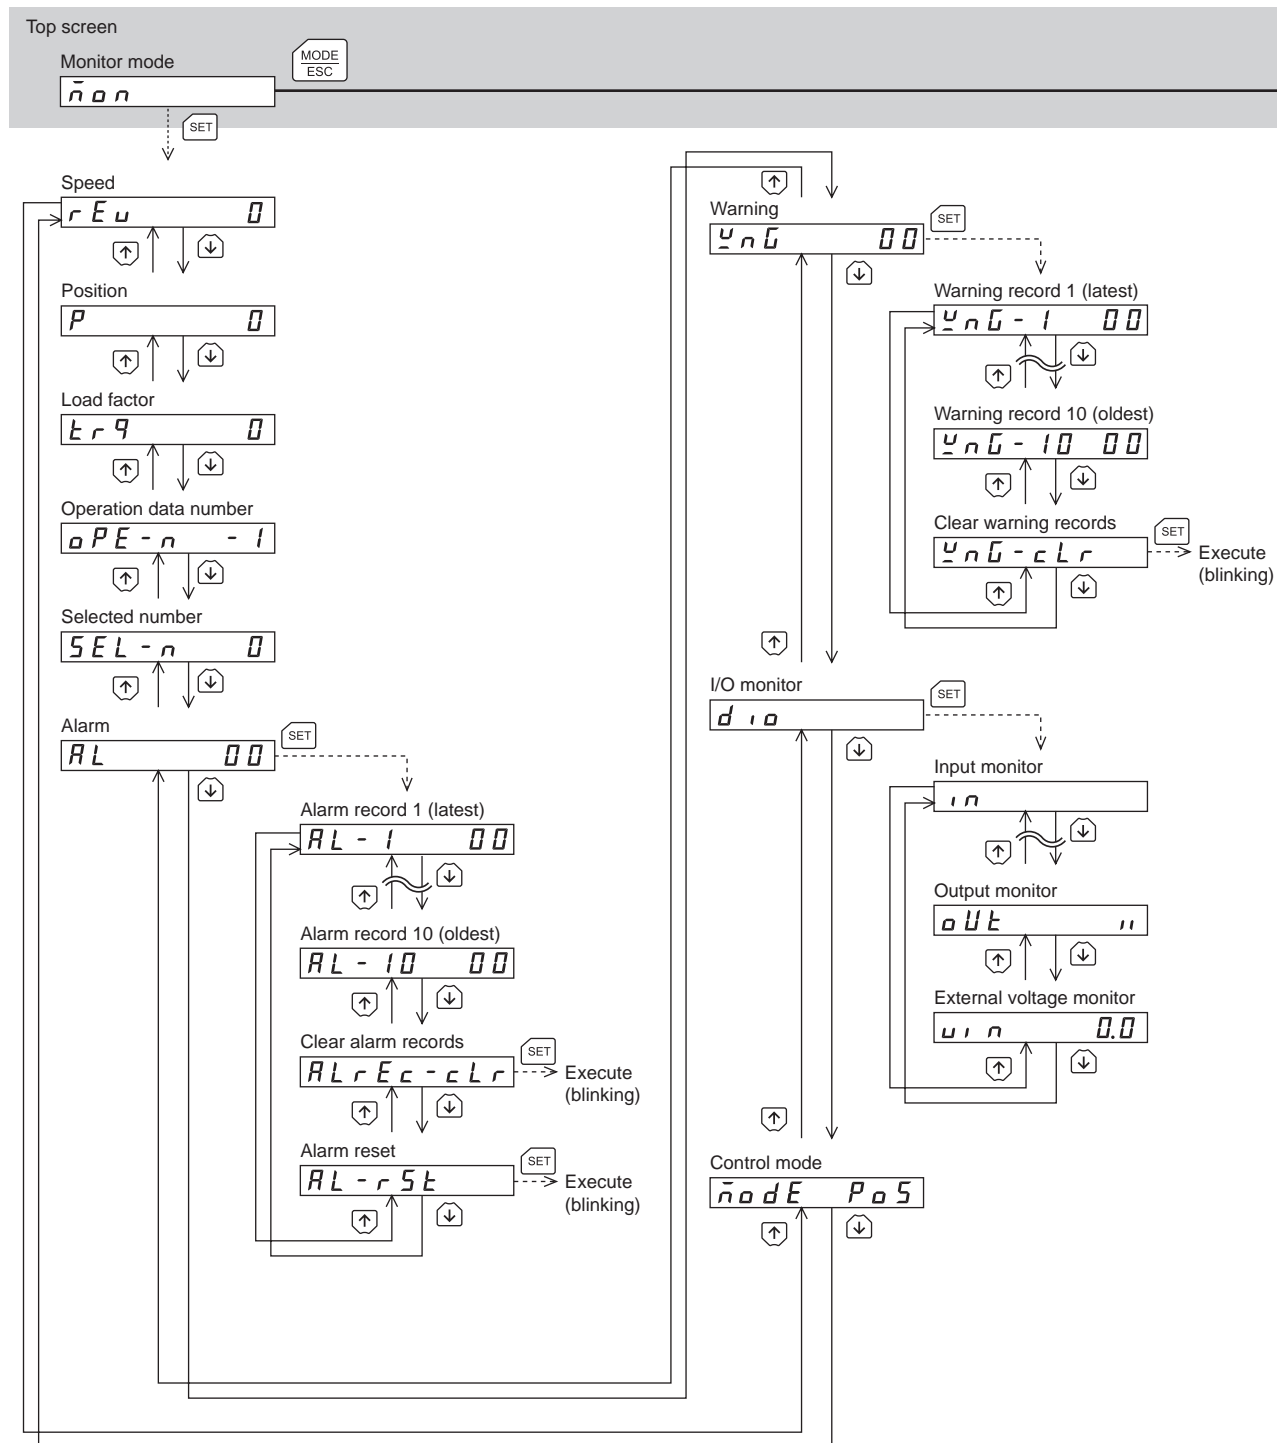 Top screen
Monitor mode
MODE
ESC
mon
SET
Speed
rEv 0
Position
P 0
Load factor
trq 0
Operation data number
oPE-n -1
Selected number
SEL-n 0
Alarm
AL 00
SET
Alarm record 1 (latest)
AL-1 00
Alarm record 10 (oldest)
AL-10 00
Clear alarm records
ALrEc-cLr
SET
Execute
(blinking)
Alarm reset
AL-rSt
SET
Execute
(blinking)
Warning
WnG 00
SET
Warning record 1 (latest)
WnG-1 00
Warning record 10 (oldest)
WnG-10 00
Clear warning records
WnG-cLr
SET
Execute
(blinking)
I/O monitor
dio
SET
Input monitor
in
Output monitor
oUt
External voltage monitor
vin 0.0
Control mode
modE PoS